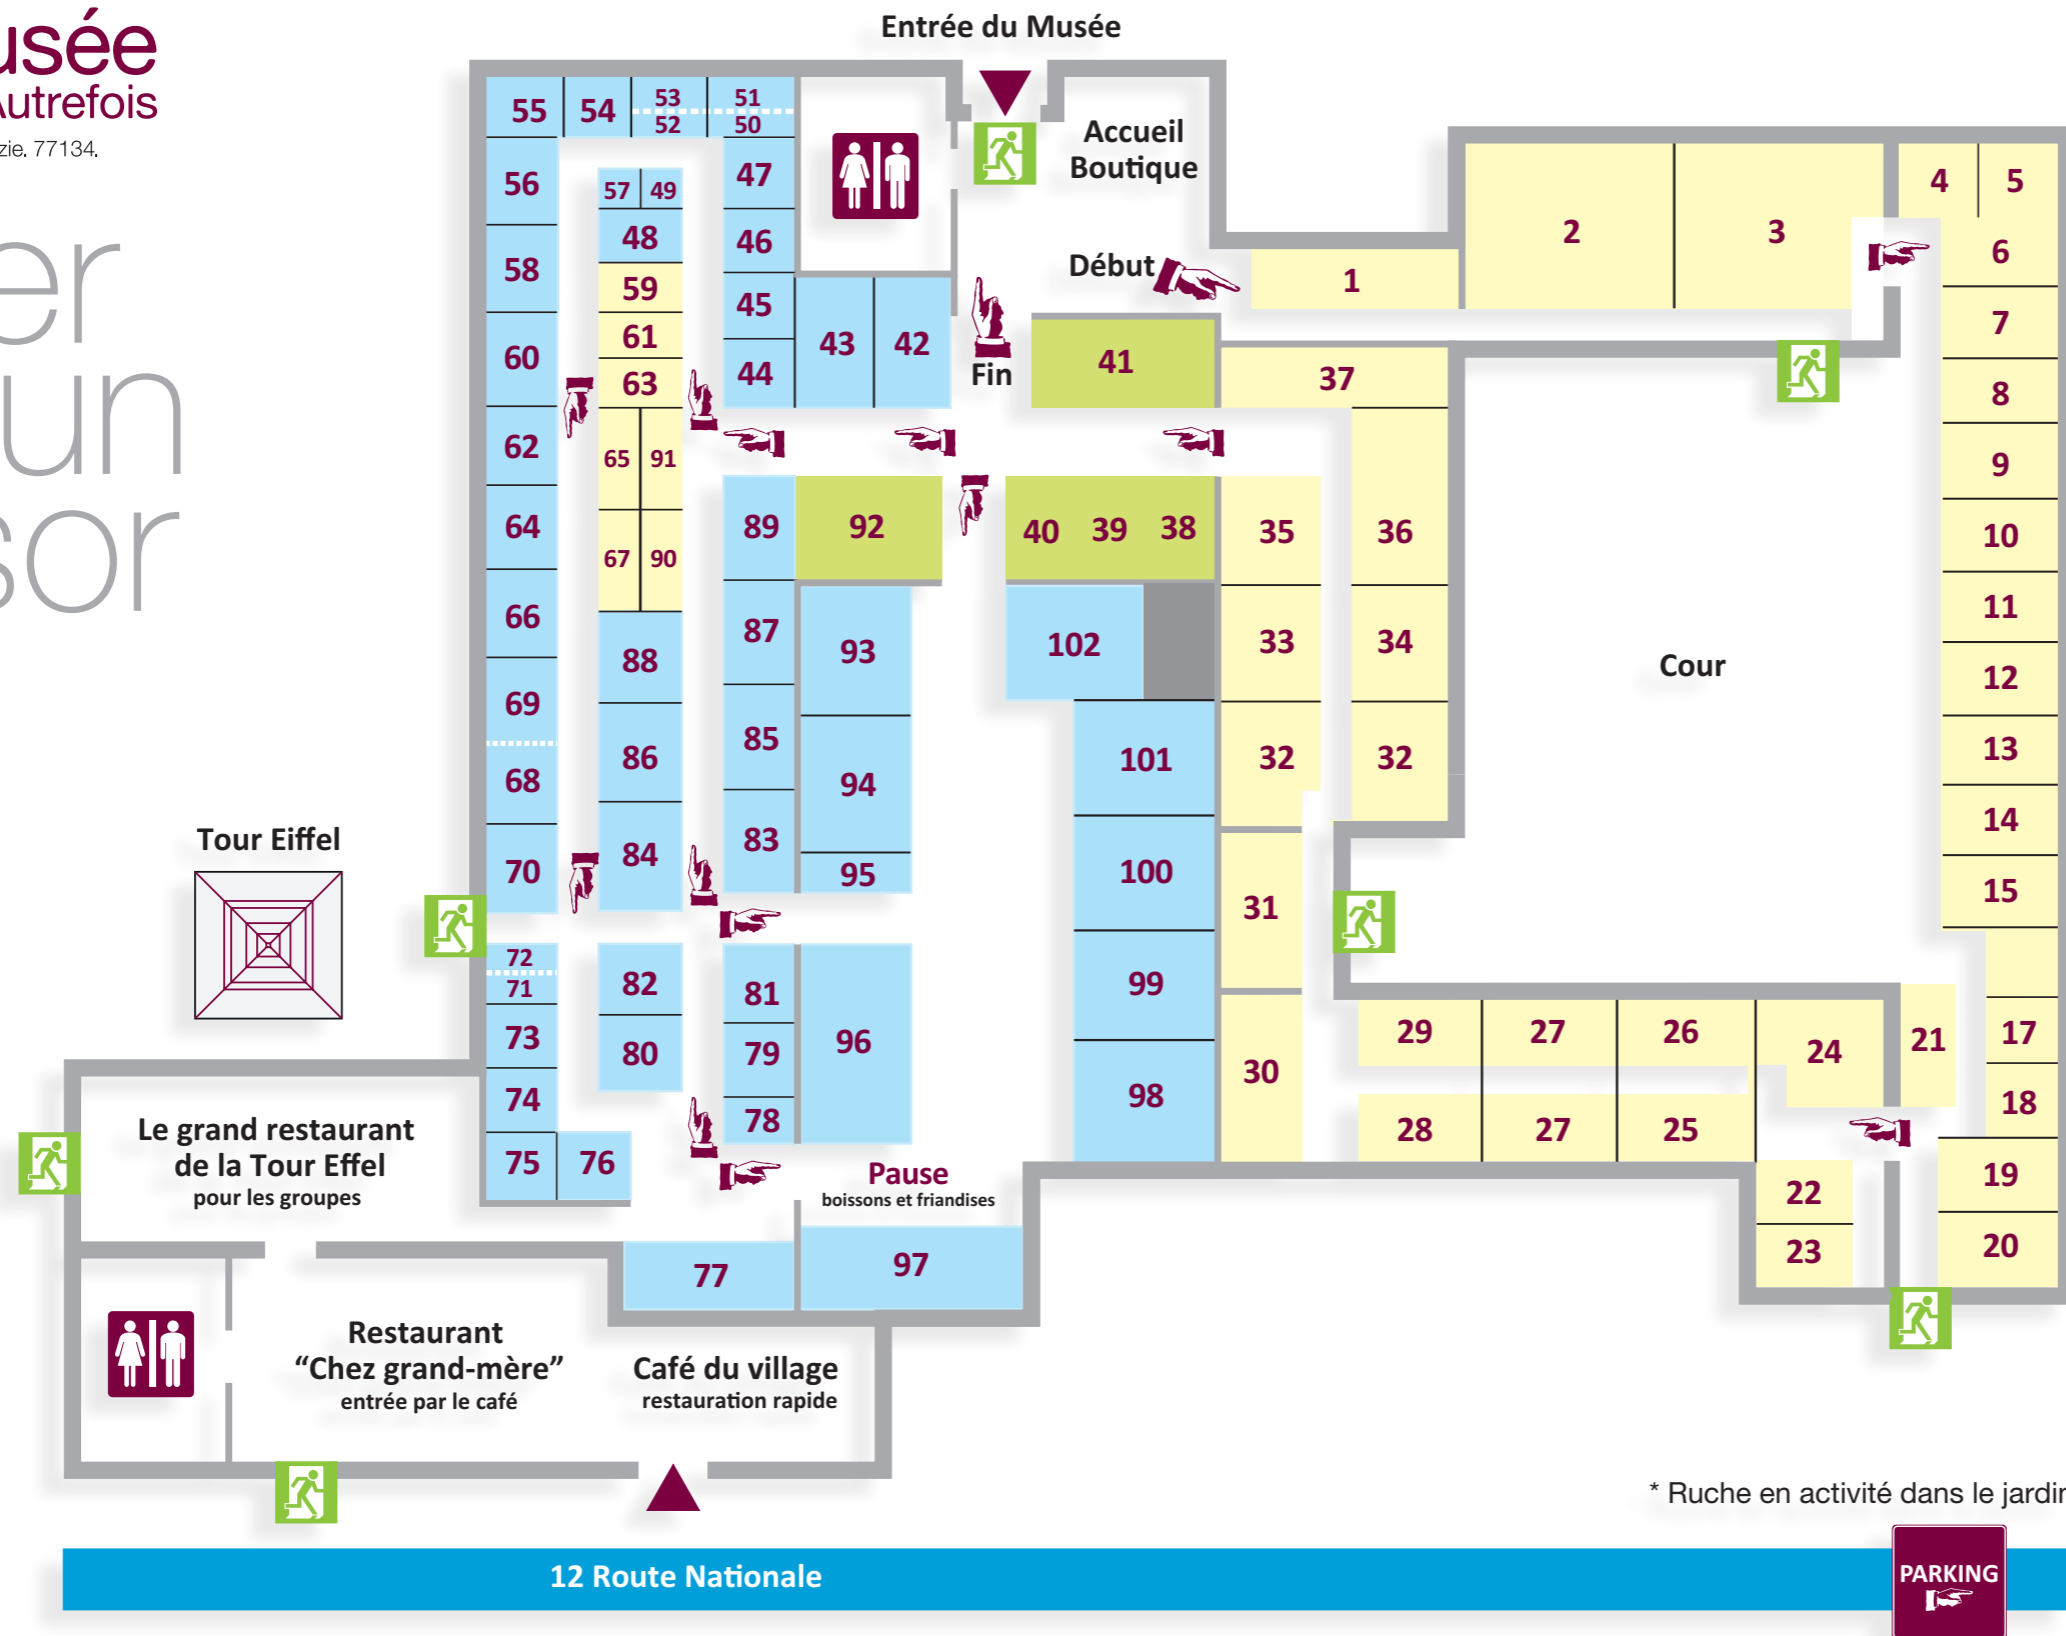 usée
Autrefois
zie. 77134.
er
un
sor
Entrée du Musée
Accueil
Boutique
Début
Fin
55 54 53 51
52 50
56 57 49 47
48 46
58 59 45 43 42 41
60 61 44
63
62 65 91
64 67 90 89 92 40 39 38
66 88 87 93 102
69 86 85 94 101
68
70 84 83 95 100
72
71 82 81 96 99
73 80 79
74 78 98
75 76
77 97
1 2 3 4 5
6
37 7
8
9
35 36 10
33 34 11
12
32 32 13
14
31 15
30 29 27 26 24 21 17
28 27 25 18
22 19
23 20
Cour
Tour Eiffel
Le grand restaurant
de la Tour Effel
pour les groupes
Pause
boissons et friandises
Restaurant
“Chez grand-mère”
entrée par le café
Café du village
restauration rapide
* Ruche en activité dans le jardin
12 Route Nationale
PARKING